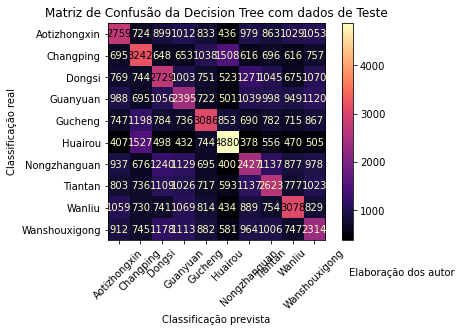 Matriz de Confusão da Decision Tree com dados de Teste
Classificação real
Aotizhongxin 2759 724 899 1012 833 436 979 863 1029 1053
Changping 695 3242 648 653 1038 1508 616 696 616 757
Dongsi 769 744 2729 1003 751 523 1271 1045 675 1070
Guanyuan 988 695 1056 2395 722 501 1039 998 949 1120
Gucheng 747 1198 784 736 3086 853 690 782 715 867
Huairou 407 1527 498 432 744 4880 378 556 470 505
Nongzhanguan 937 676 1240 1129 695 400 2427 1137 877 978
Tiantan 803 736 1109 1026 717 593 1137 2623 777 1023
Wanliu 1059 730 741 1069 814 434 889 754 3076 829
Wanshouxigong 912 745 1178 1113 882 581 964 1006 747 2314
Aotizhongxin Changping Dongsi Guanyuan Gucheng Huairou Nongzhanguan Tiantan Wanliu Wanshouxigong
Classificação prevista
4000
3000
2000
1000
Elaboração dos autor